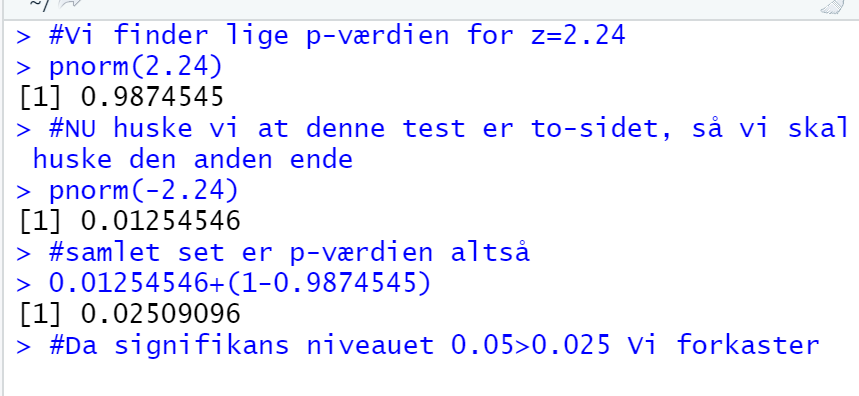 ~/
> #Vi finder lige p-værdien for z=2.24
> pnorm(2.24)
[1] 0.9874545
> #NU huske vi at denne test er to-sidet, så vi skal
huske den anden ende
> pnorm(-2.24)
[1] 0.01254546
> #samlet set er p-værdien altså
> 0.01254546+(1-0.9874545)
[1] 0.02509096
> #Da signifikans niveauet 0.05>0.025 Vi forkaster